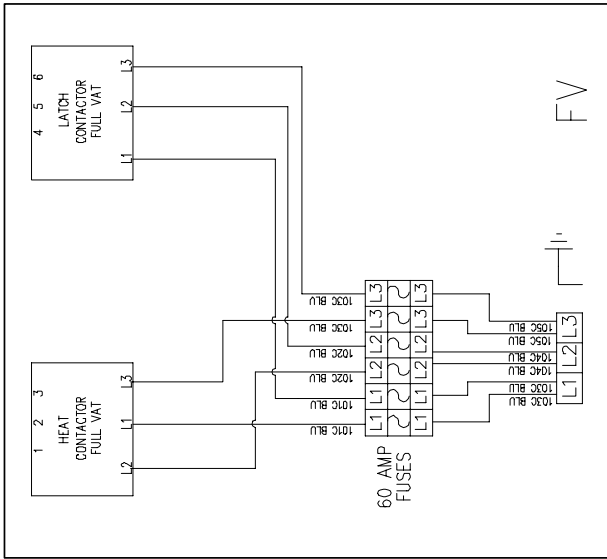 4 5 6
LATCH
CONTACTOR
FULL VAT
L1 L2 L3
1 2 3
HEAT
CONTACTOR
FULL VAT
L2 L1 L3
101C BLU
101C BLU
102C BLU
102C BLU
103C BLU
103C BLU
L1 L1 L2 L2 L3 L3
60 AMP
FUSES
L1 L1 L2 L2 L3 L3
103C BLU
103C BLU
104C BLU
104C BLU
105C BLU
105C BLU
L1 L2 L3
FV